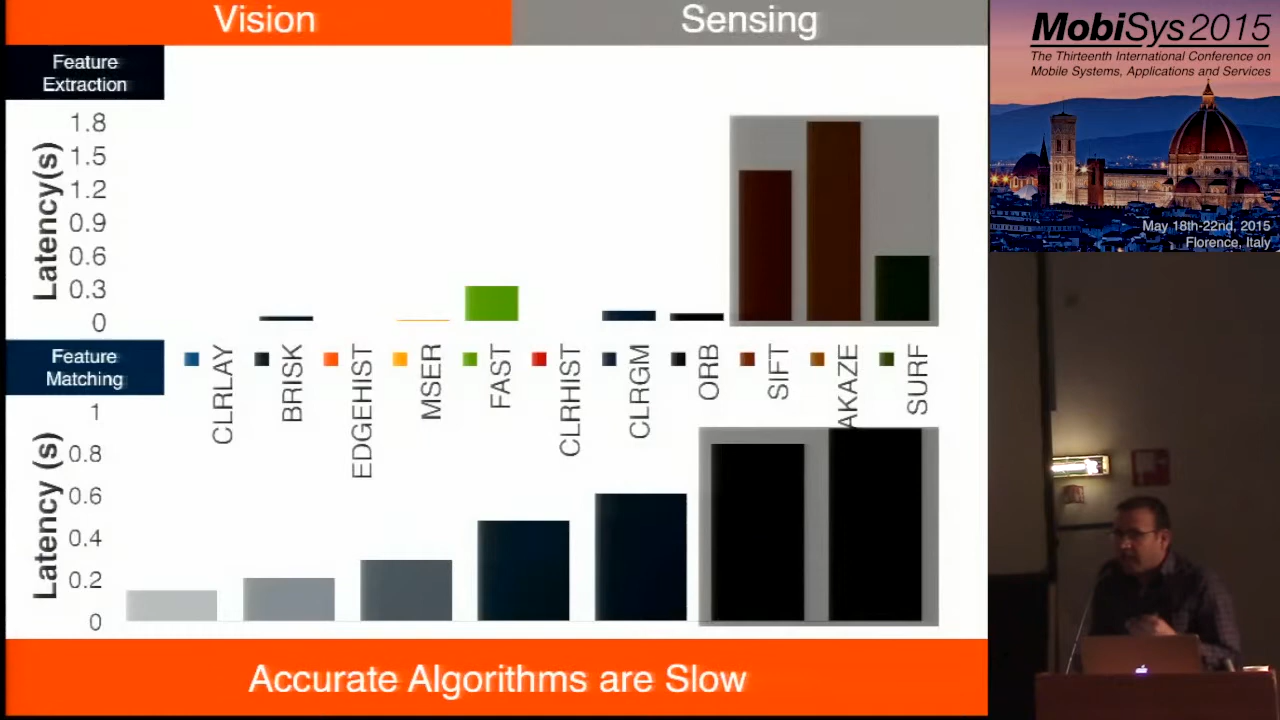 Vision
Sensing
MobiSys 2015
The Thirteenth International Conference on
Mobile Systems, Applications and Services
May 18th-22nd, 2015
Florence, Italy
Feature
Extraction
Latency(s)
1.8
1.5
1.2
0.9
0.6
0.3
0
CLRLAY
BRISK
EDGEHIST
MSER
FAST
CLRHIST
CLRGM
ORB
SIFT
AKAZE
SURF
Feature
Matching
Latency (s)
1
0.8
0.6
0.4
0.2
0
Accurate Algorithms are Slow